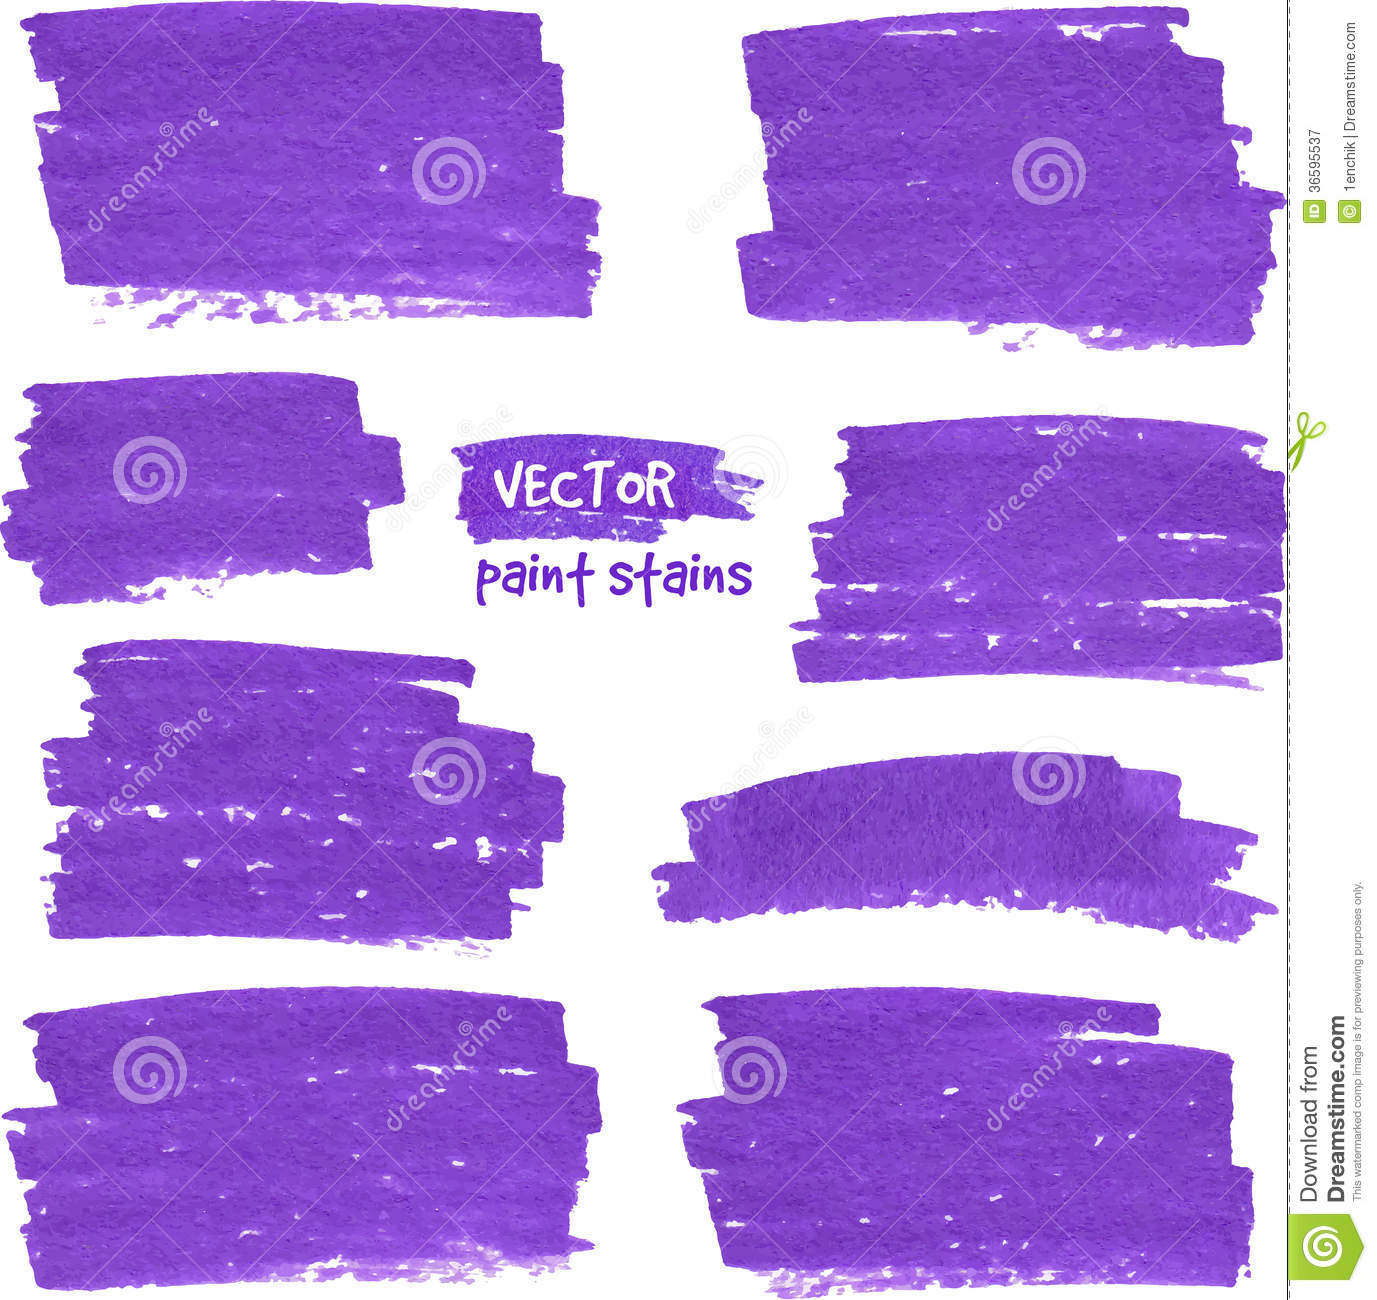 VECTOR
paint stains
dreamstime
dreamstime
dreamstime
dreamstime
dreamstime
dreamstime
dreamstime
dreamstime
ID 36595537
© 1enchik | Dreamstime.com
Download from
Dreamstime.com
This watermarked comp image is for previewing purposes only.